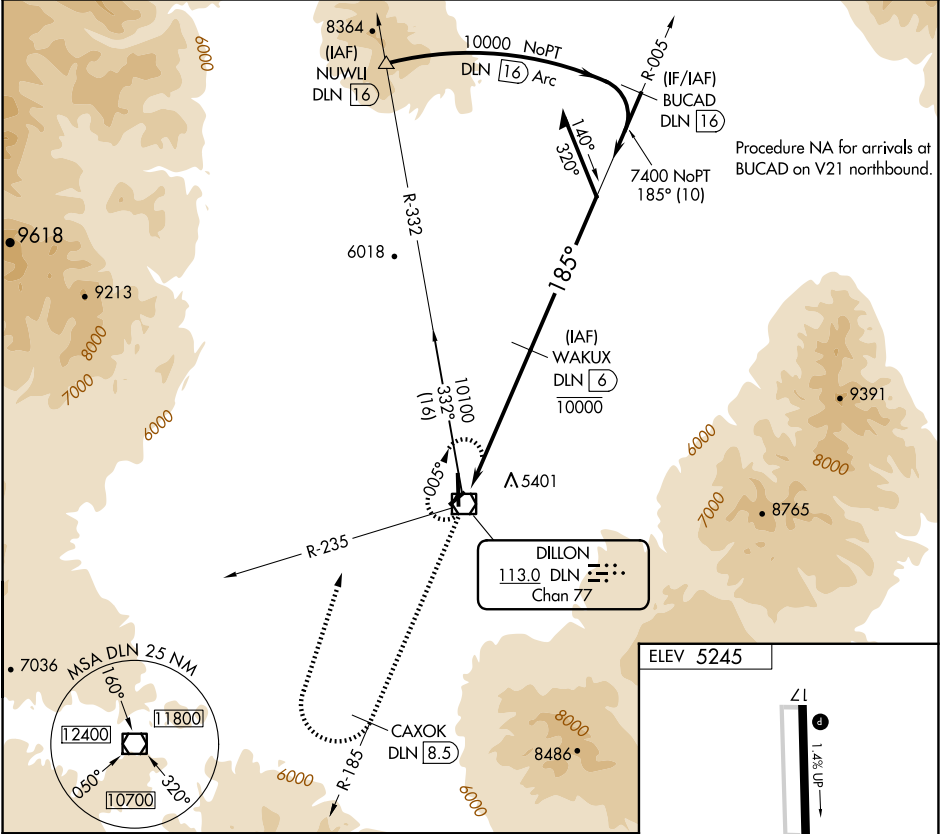 8364
(IAF)
NUWLI
DLN 16
10000 NoPT
DLN 16 Arc
R-005
(IF/IAF)
BUCAD
DLN 16
Procedure NA for arrivals at
BUCAD on V21 northbound.
140°
320°
7400 NoPT
185° (10)
6000
R-332
9618
6018
9213
8000
7000
6000
185°
(IAF)
WAKUX
DLN 6
10000
10100
332°
(16)
9391
6000
8000
7000
8765
005°
5401
R-235
DILLON
113.0 DLN
Chan 77
7036
MSA DLN 25 NM
160°
11800
12400
050°
320°
10700
CAXOK
DLN 8.5
R-185
6000
8000
8486
6000
ELEV 5245
17
P
1.4% UP